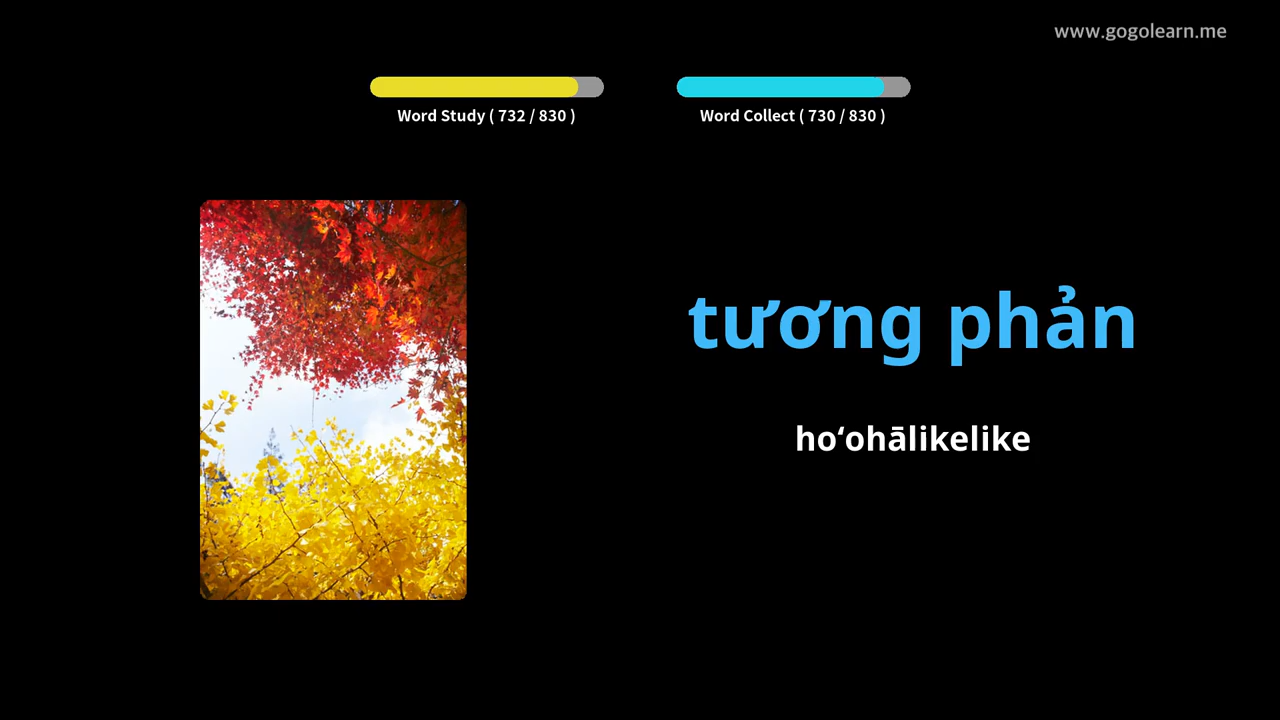 www.gogolearn.me
Word Study ( 732 / 830 )
Word Collect ( 730 / 830 )
tương phản
hoʻohālikelike